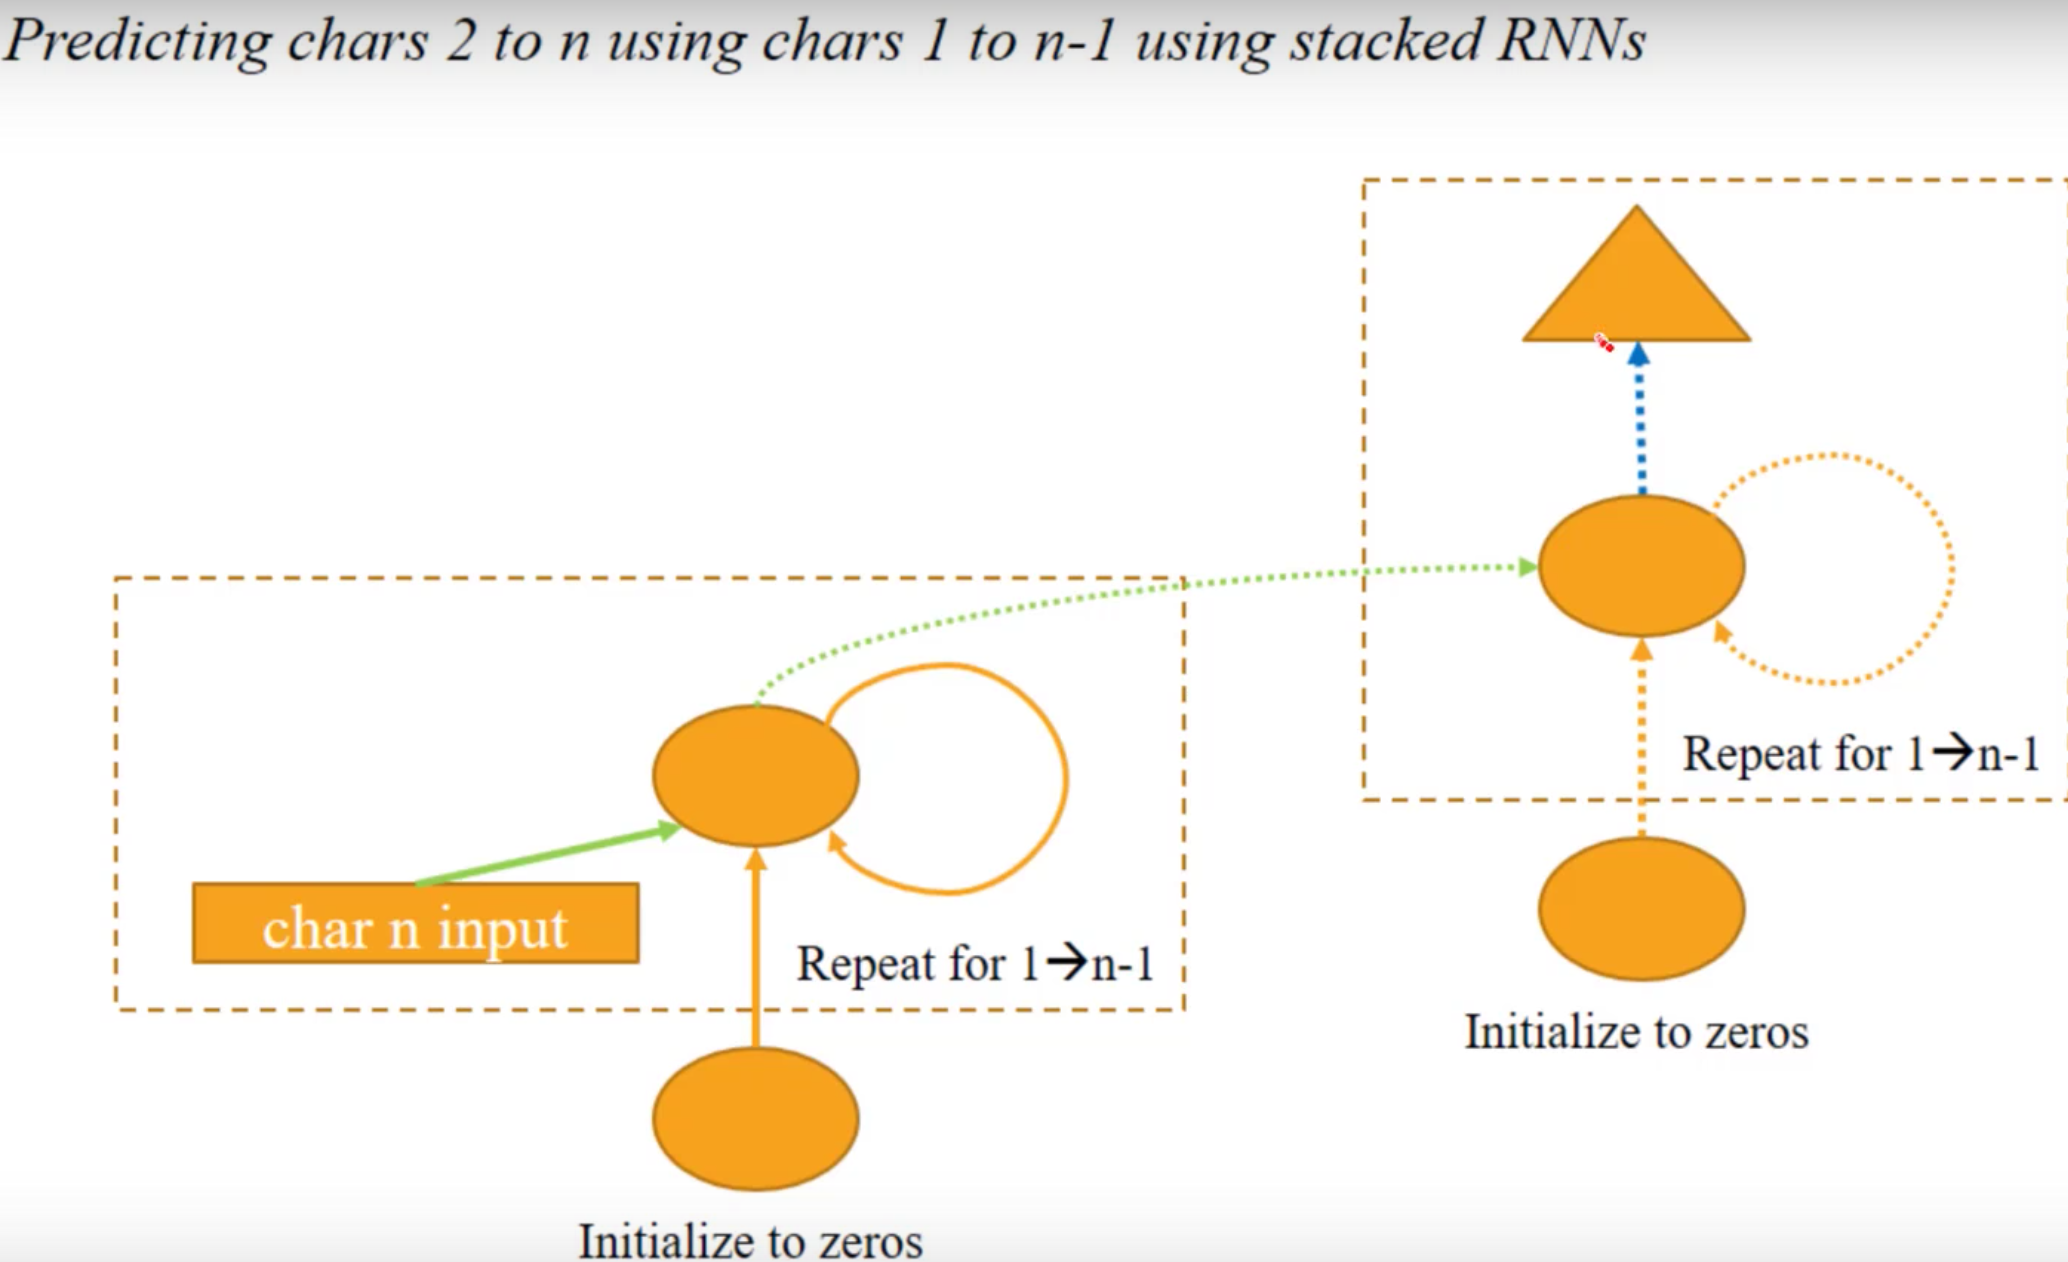 Predicting chars 2 to n using chars 1 to n-1 using stacked RNNs
Repeat for 1→n-1
char n input
Repeat for 1→n-1
Initialize to zeros
Initialize to zeros